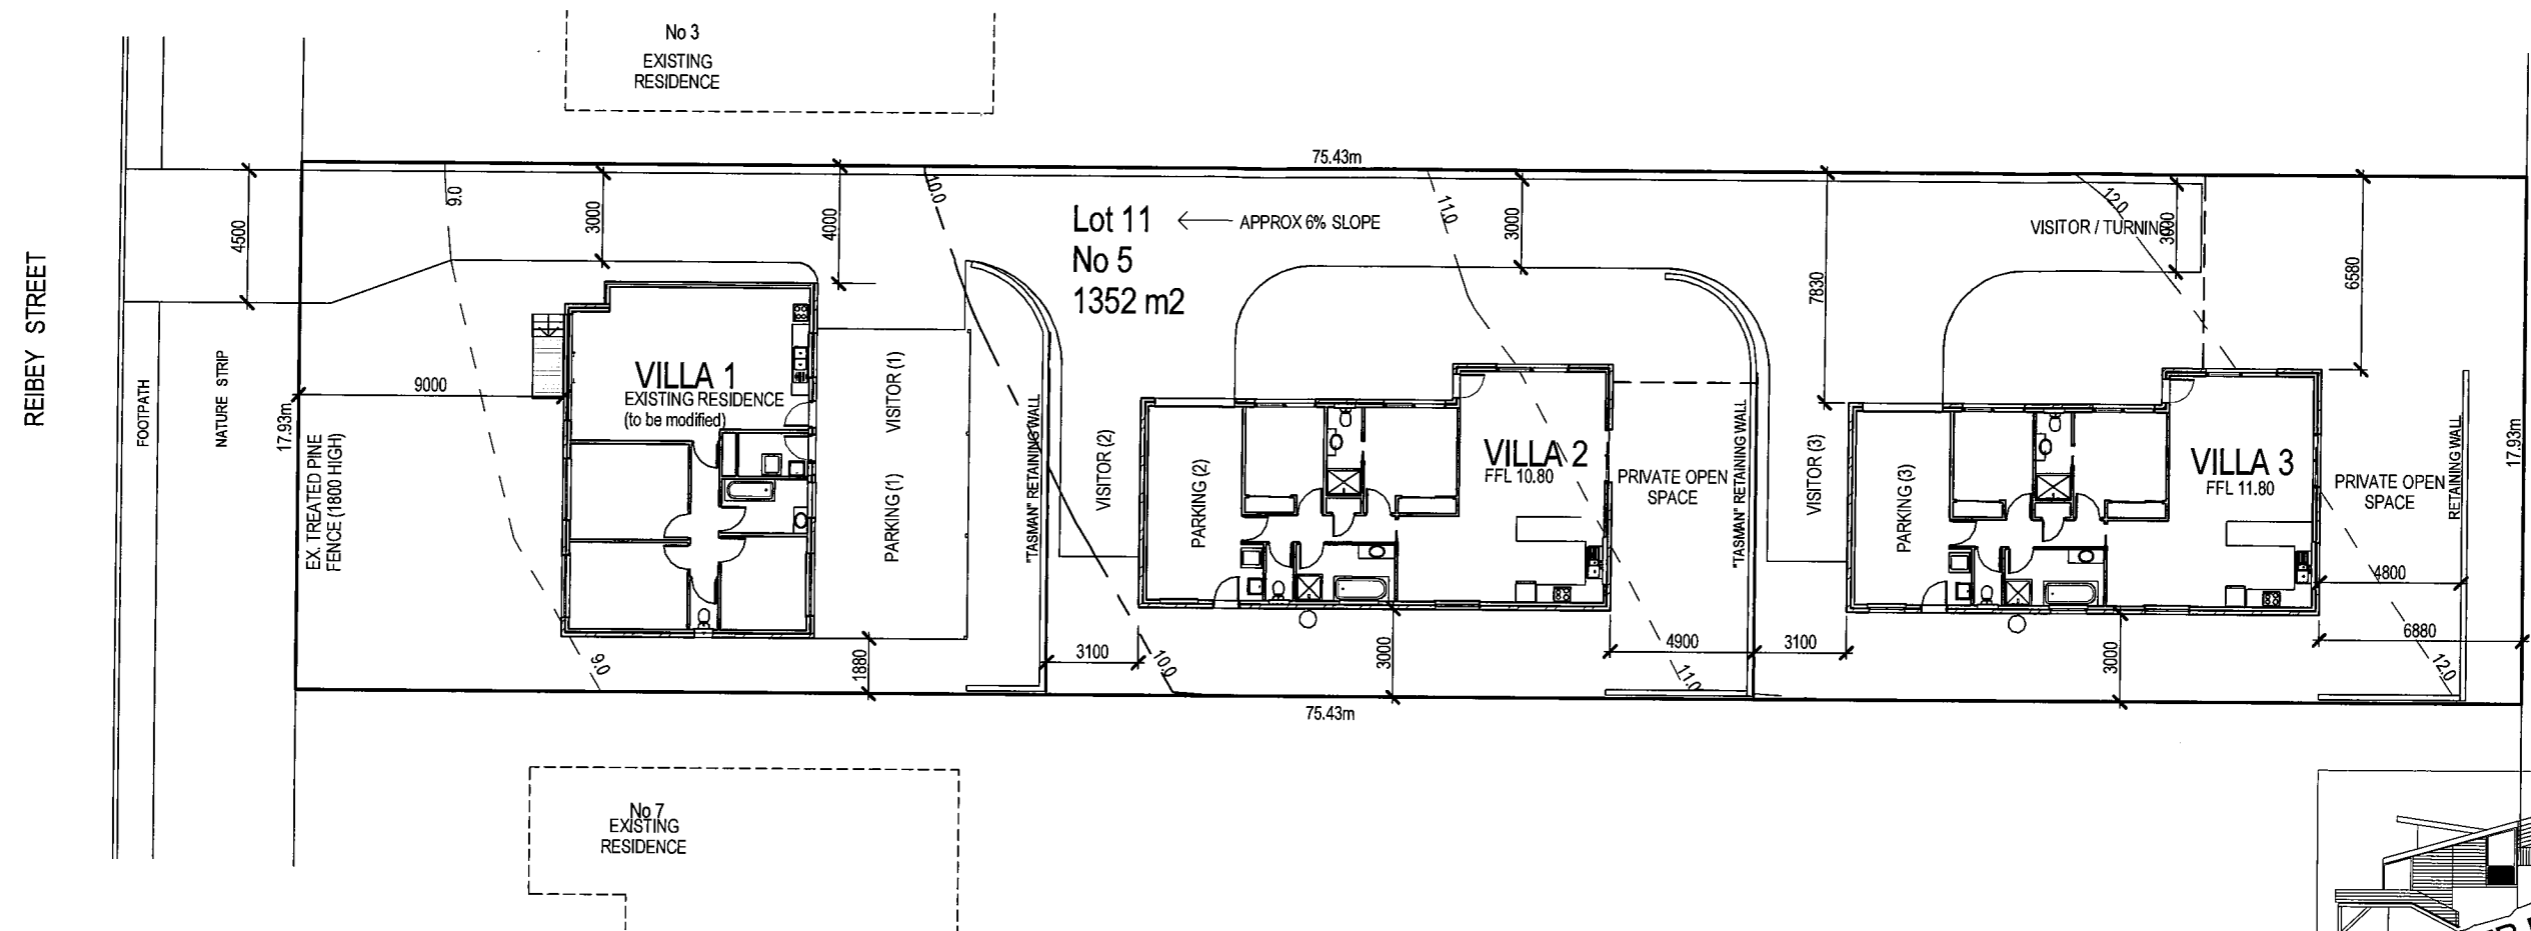 No 3
EXISTING
RESIDENCE
75.43m
REIBEY STREET
FOOTPATH
NATURE STRIP
4500
9.0
3000
4000
10.0
Lot 11
No 5
1352 m2
APPROX 6% SLOPE
11.0
3000
7830
12.0
VISITOR / TURNING
3000
6580
9000
17.93m
EX. TREATED PINE
FENCE (1800 HIGH)
VILLA 1
EXISTING RESIDENCE
(to be modified)
VISITOR (1)
PARKING (1)
"TASMAN" RETAINING WALL
VISITOR (2)
PARKING (2)
VILLA 2
FFL 10.80
PRIVATE OPEN
SPACE
"TASMAN" RETAINING WALL
VISITOR (3)
PARKING (3)
VILLA 3
FFL 11.80
PRIVATE OPEN
SPACE
RETAINING WALL
17.93m
4800
6880
9.0
1880
3100
10.0
3000
4900
11.0
3100
3000
12.0
75.43m
No 7
EXISTING
RESIDENCE